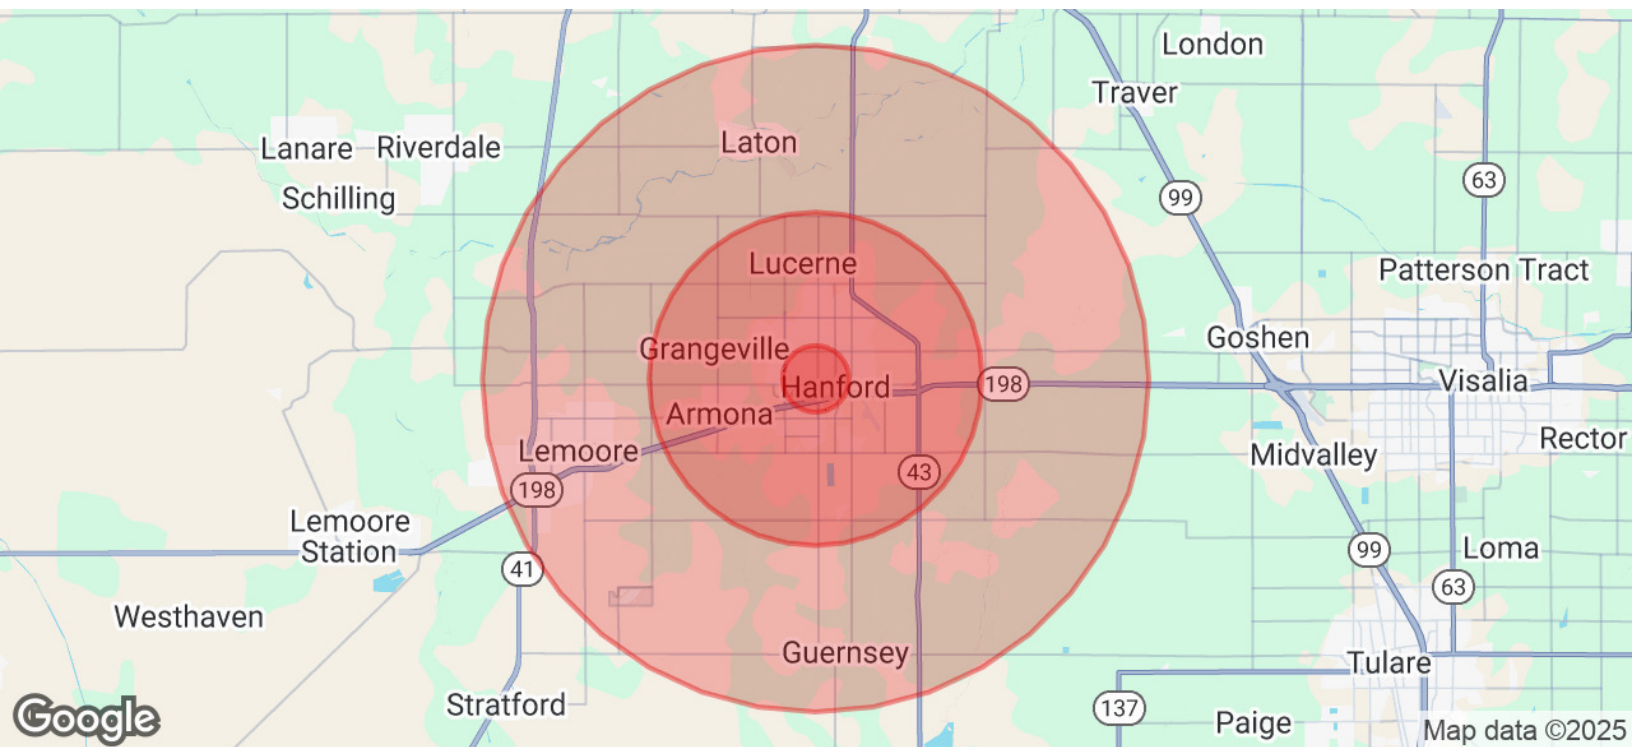 London
Traver
Laton
Lanare
Riverdale
63
Schilling
99
Lucerne
Patterson Tract
Goshen
Grangeville
Hanford
198
Visalia
Armona
Rector
Lemoore
Midvalley
43
198
Lemoore
Station
99
Loma
41
63
Westhaven
Guernsey
Tulare
Stratford
137
Google
Paige
Map data ©2025